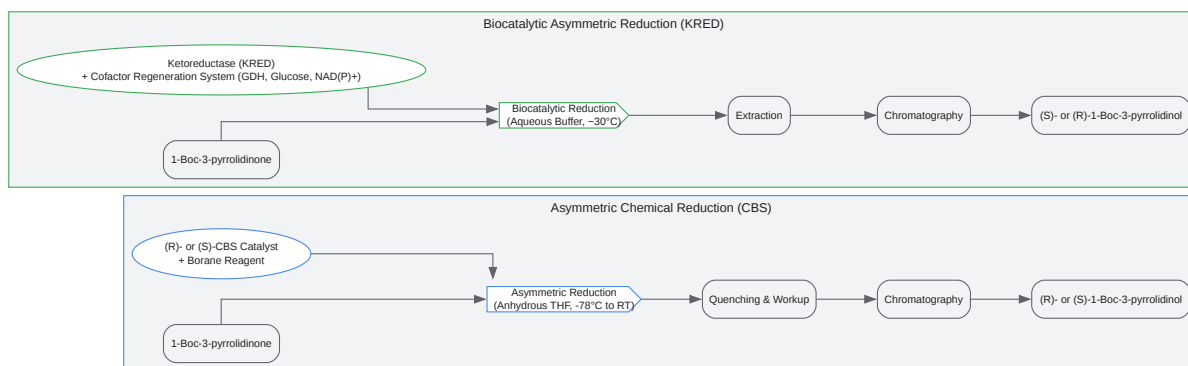 Biocatalytic Asymmetric Reduction (KRED)
Ketoreductase (KRED)
+ Cofactor Regeneration System (GDH, Glucose, NAD(P)+)
1-Boc-3-pyrrolidinone
Biocatalytic Reduction
(Aqueous Buffer, ~30°C)
Extraction
Chromatography
(S)- or (R)-1-Boc-3-pyrrolidinol
Asymmetric Chemical Reduction (CBS)
(R)- or (S)-CBS Catalyst
+ Borane Reagent
1-Boc-3-pyrrolidinone
Asymmetric Reduction
(Anhydrous THF, -78°C to RT)
Quenching & Workup
Chromatography
(R)- or (S)-1-Boc-3-pyrrolidinol